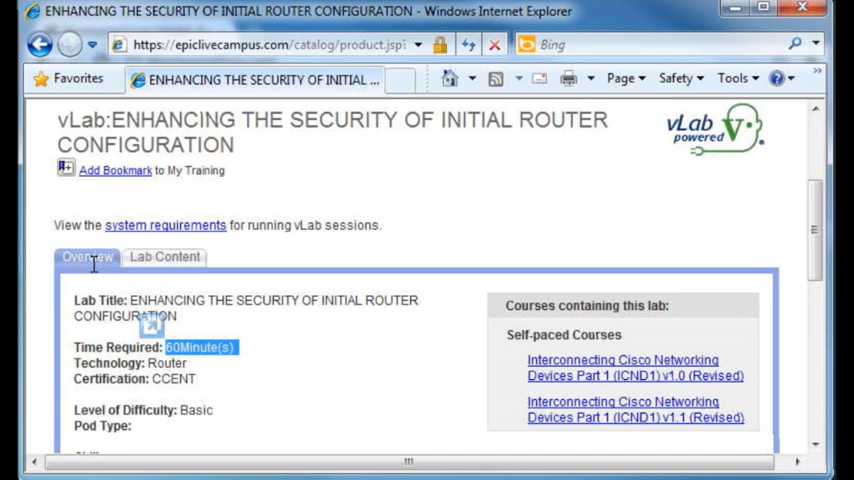 ENHANCING THE SECURITY OF INITIAL ROUTER CONFIGURATION - Windows Internet Explorer
https://epiclivecampus.com/catalog/product.jsp?
Bing
Favorites
ENHANCING THE SECURITY OF INITIAL ...
Page
Safety
Tools
vLab:ENHANCING THE SECURITY OF INITIAL ROUTER
CONFIGURATION
vLab
powered
V
Add Bookmark to My Training
View the system requirements for running vLab sessions.
Overview
Lab Content
Lab Title: ENHANCING THE SECURITY OF INITIAL ROUTER
CONFIGURATION
Time Required: 60Minute(s)
Technology: Router
Certification: CCENT
Level of Difficulty: Basic
Pod Type:
Courses containing this lab:
Self-paced Courses
Interconnecting Cisco Networking
Devices Part 1 (ICND1) v1.0 (Revised)
Interconnecting Cisco Networking
Devices Part 1 (ICND1) v1.1 (Revised)